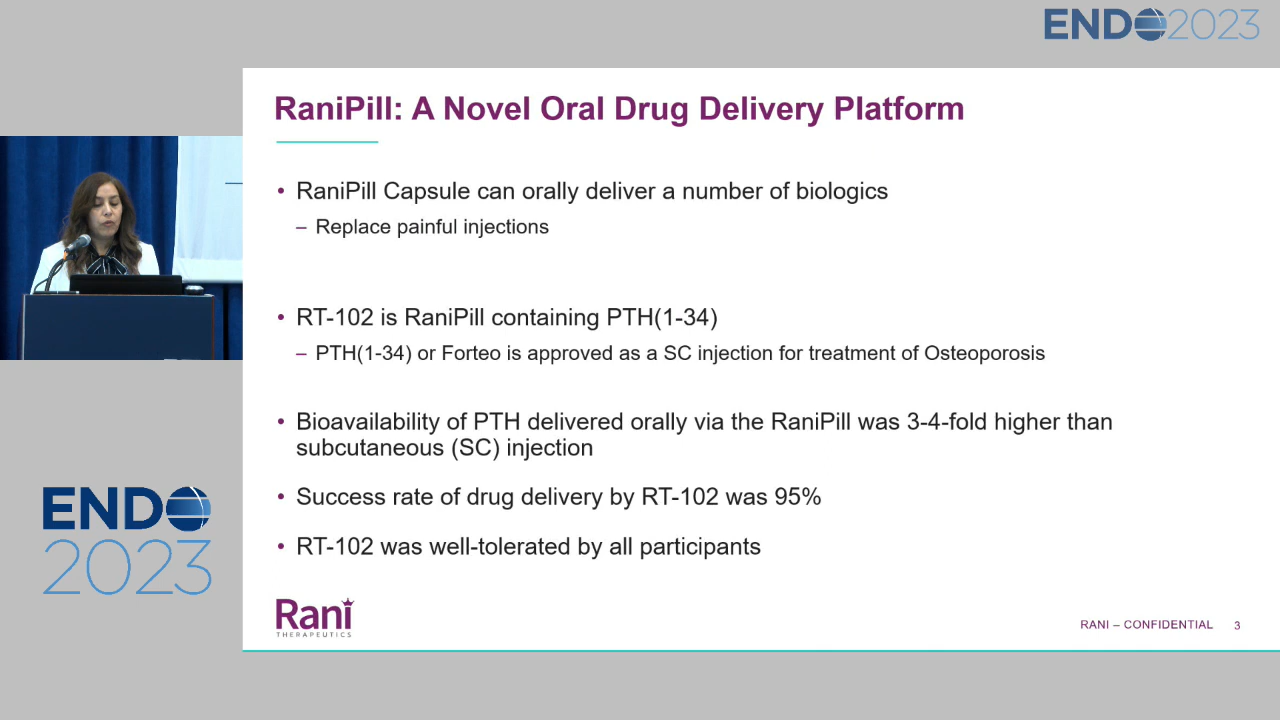 END 2023
RaniPill: A Novel Oral Drug Delivery Platform
• RaniPill Capsule can orally deliver a number of biologics
– Replace painful injections
• RT-102 is RaniPill containing PTH(1-34)
– PTH(1-34) or Forteo is approved as a SC injection for treatment of Osteoporosis
• Bioavailability of PTH delivered orally via the RaniPill was 3-4-fold higher than
subcutaneous (SC) injection
• Success rate of drug delivery by RT-102 was 95%
• RT-102 was well-tolerated by all participants
ENDO
2023
Rani
THERAPEUTICS
RANI – CONFIDENTIAL 3